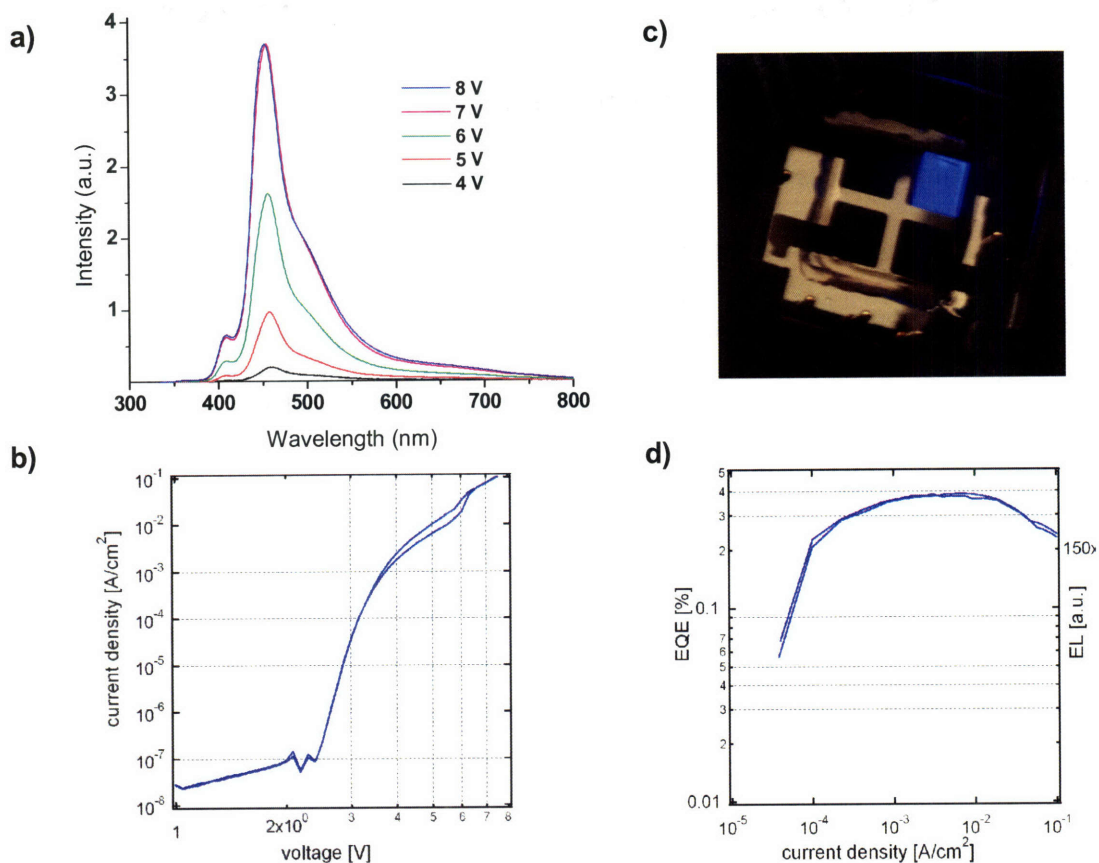 a)
4
3
3
2
2
1
Intensity (a.u.)
8 V
7 V
6 V
5 V
4 V
300 400 500 600 700 800
Wavelength (nm)
c)
b)
10-1
10-2
10-3
10-4
10-5
10-6
10-7
10-8
current density [A/cm2]
1 2x100 3 4 5 6 7 8
voltage [V]
d)
5
4
3
2
0.1
7
6
5
4
3
2
0.01
EQE [%]
150x
EL [a.u.]
10-5 10-4 10-3 10-2 10-1
current density [A/cm2]